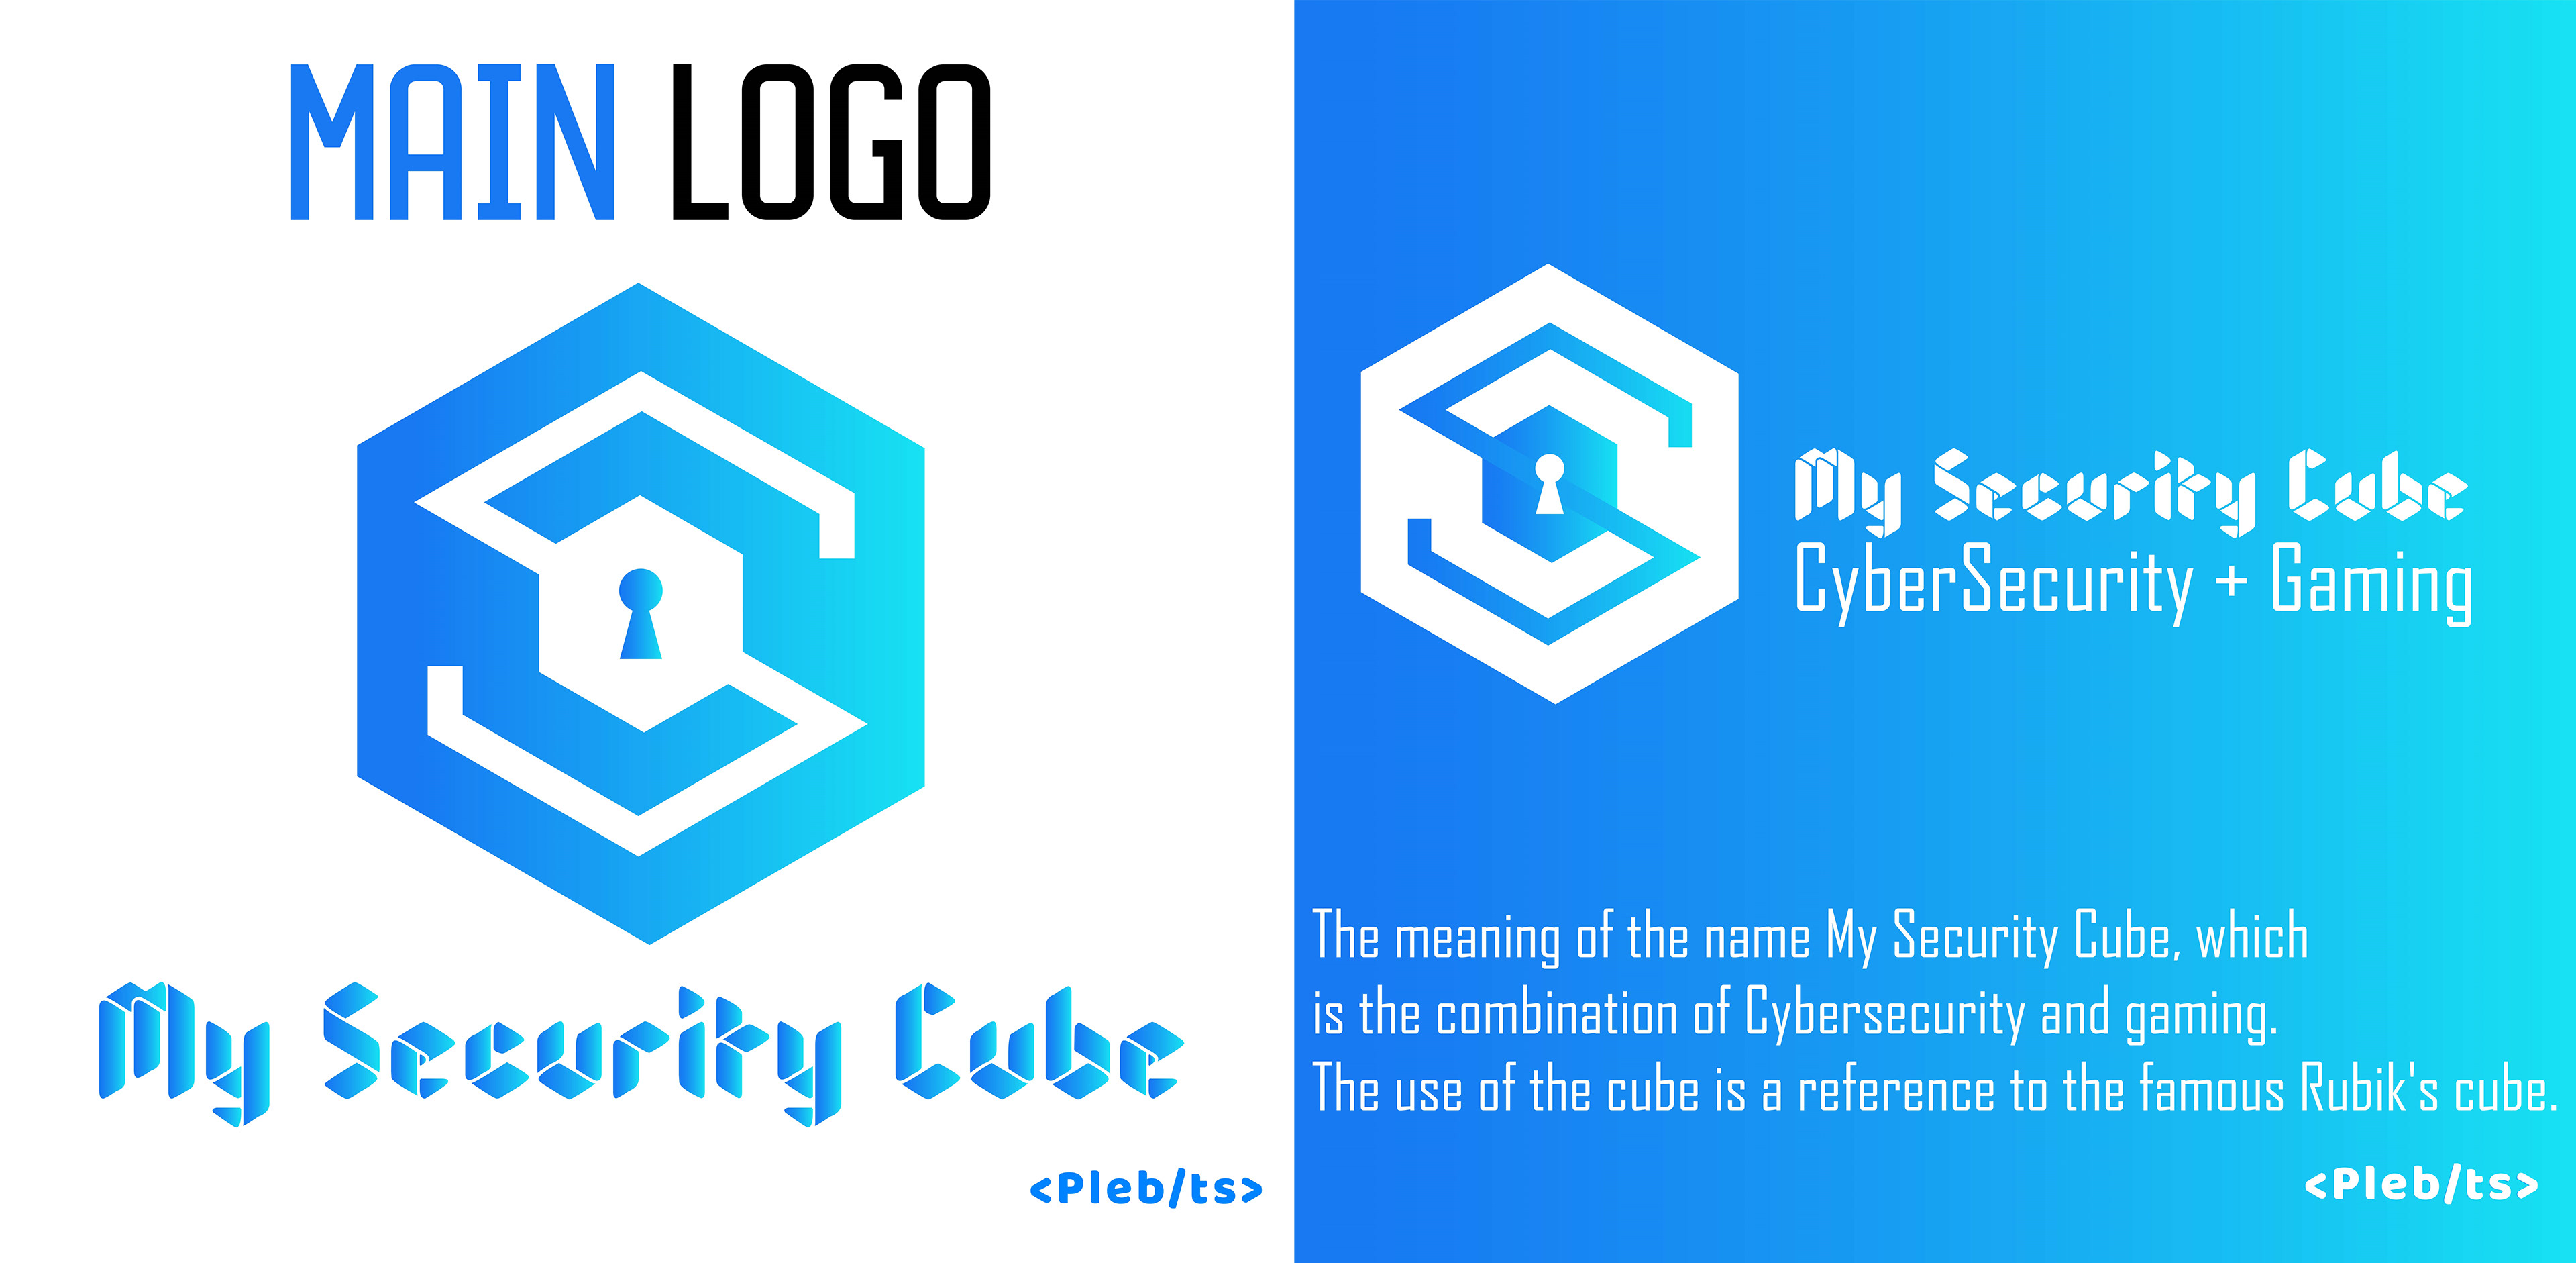 MAIN LOGO
My Security Cube
<Pleb/ts>
My Security Cube
CyberSecurity + Gaming
The meaning of the name My Security Cube, which
is the combination of Cybersecurity and gaming.
The use of the cube is a reference to the famous Rubik's cube.
<Pleb/ts>